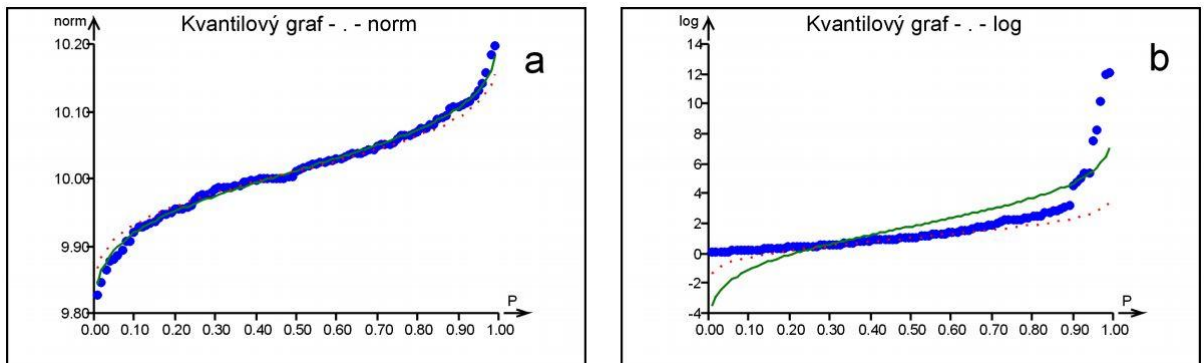 Kvantilový graf - . - norm
norm
a
10.20
10.10
10.00
9.90
9.80
0.00 0.10 0.20 0.30 0.40 0.50 0.60 0.70 0.80 0.90 1.00
P
Kvantilový graf - . - log
log
b
14
12
10
8
6
4
2
0
-2
-4
0.00 0.10 0.20 0.30 0.40 0.50 0.60 0.70 0.80 0.90 1.00
P